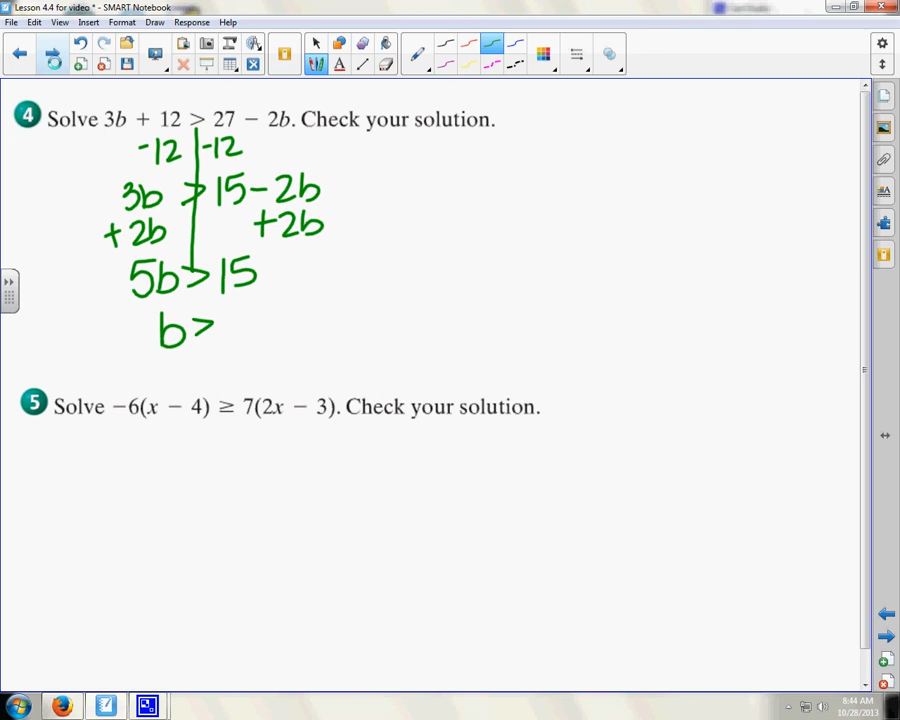 Lesson 4.4 for video * - SMART Notebook
File Edit View Insert Format Draw Response Help
4 Solve 3b + 12 > 27 − 2b. Check your solution.
-12 | -12
3b > 15 - 2b
+2b +2b
5b > 15
b >
5 Solve −6(x − 4) ≥ 7(2x − 3). Check your solution.
8:44 AM
10/28/2013